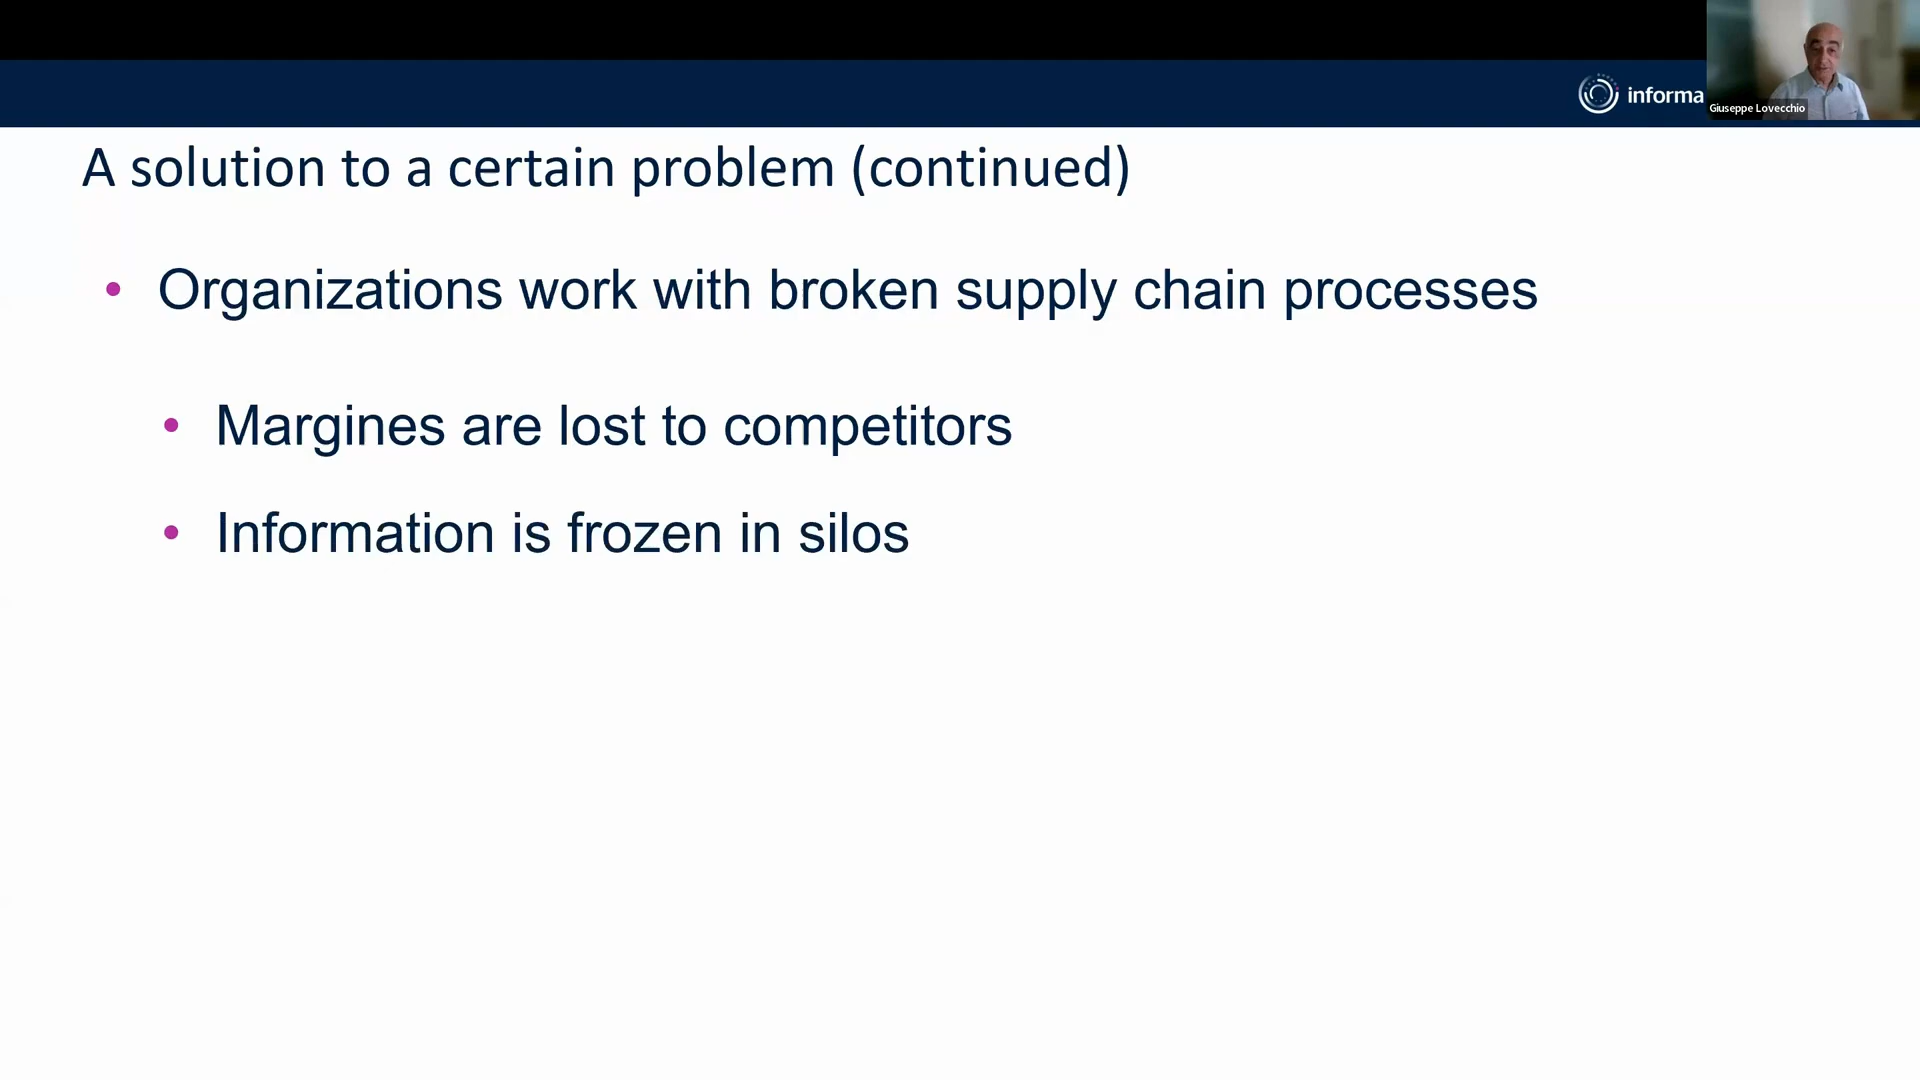 informa
Giuseppe Lovecchio
A solution to a certain problem (continued)
• Organizations work with broken supply chain processes
• Margines are lost to competitors
• Information is frozen in silos